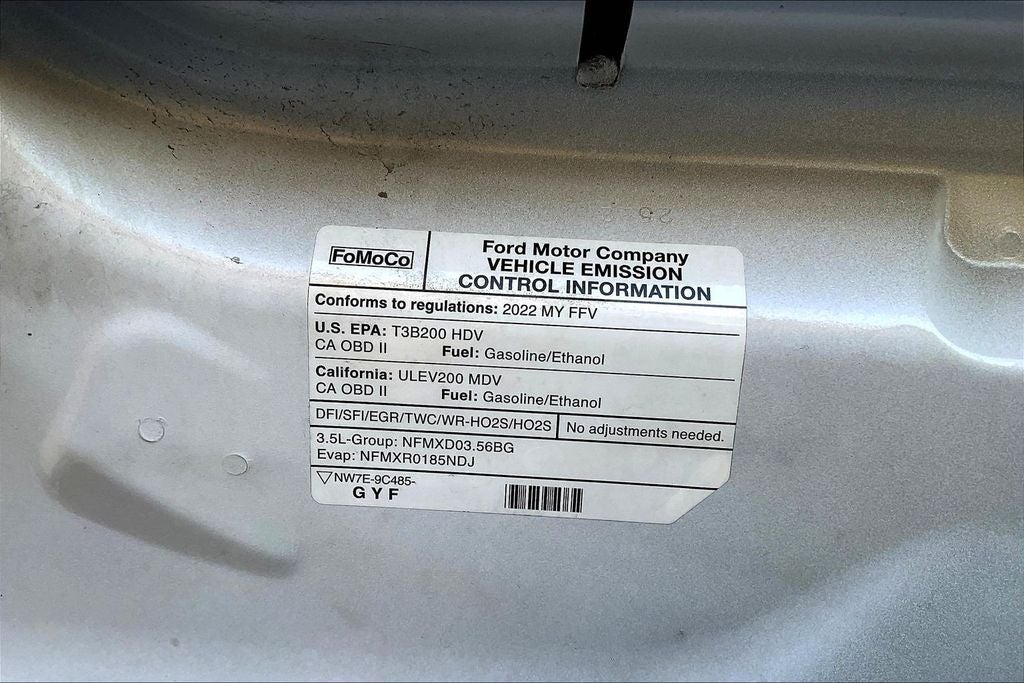 FoMoCo
Ford Motor Company
VEHICLE EMISSION
CONTROL INFORMATION
Conforms to regulations: 2022 MY FFV
U.S. EPA: T3B200 HDV
CA OBD II Fuel: Gasoline/Ethanol
California: ULEV200 MDV
CA OBD II Fuel: Gasoline/Ethanol
DFI/SFI/EGR/TWC/WR-HO2S/HO2S No adjustments needed.
3.5L-Group: NFMXD03.56BG
Evap: NFMXR0185NDJ
NW7E-9C485-
G Y F